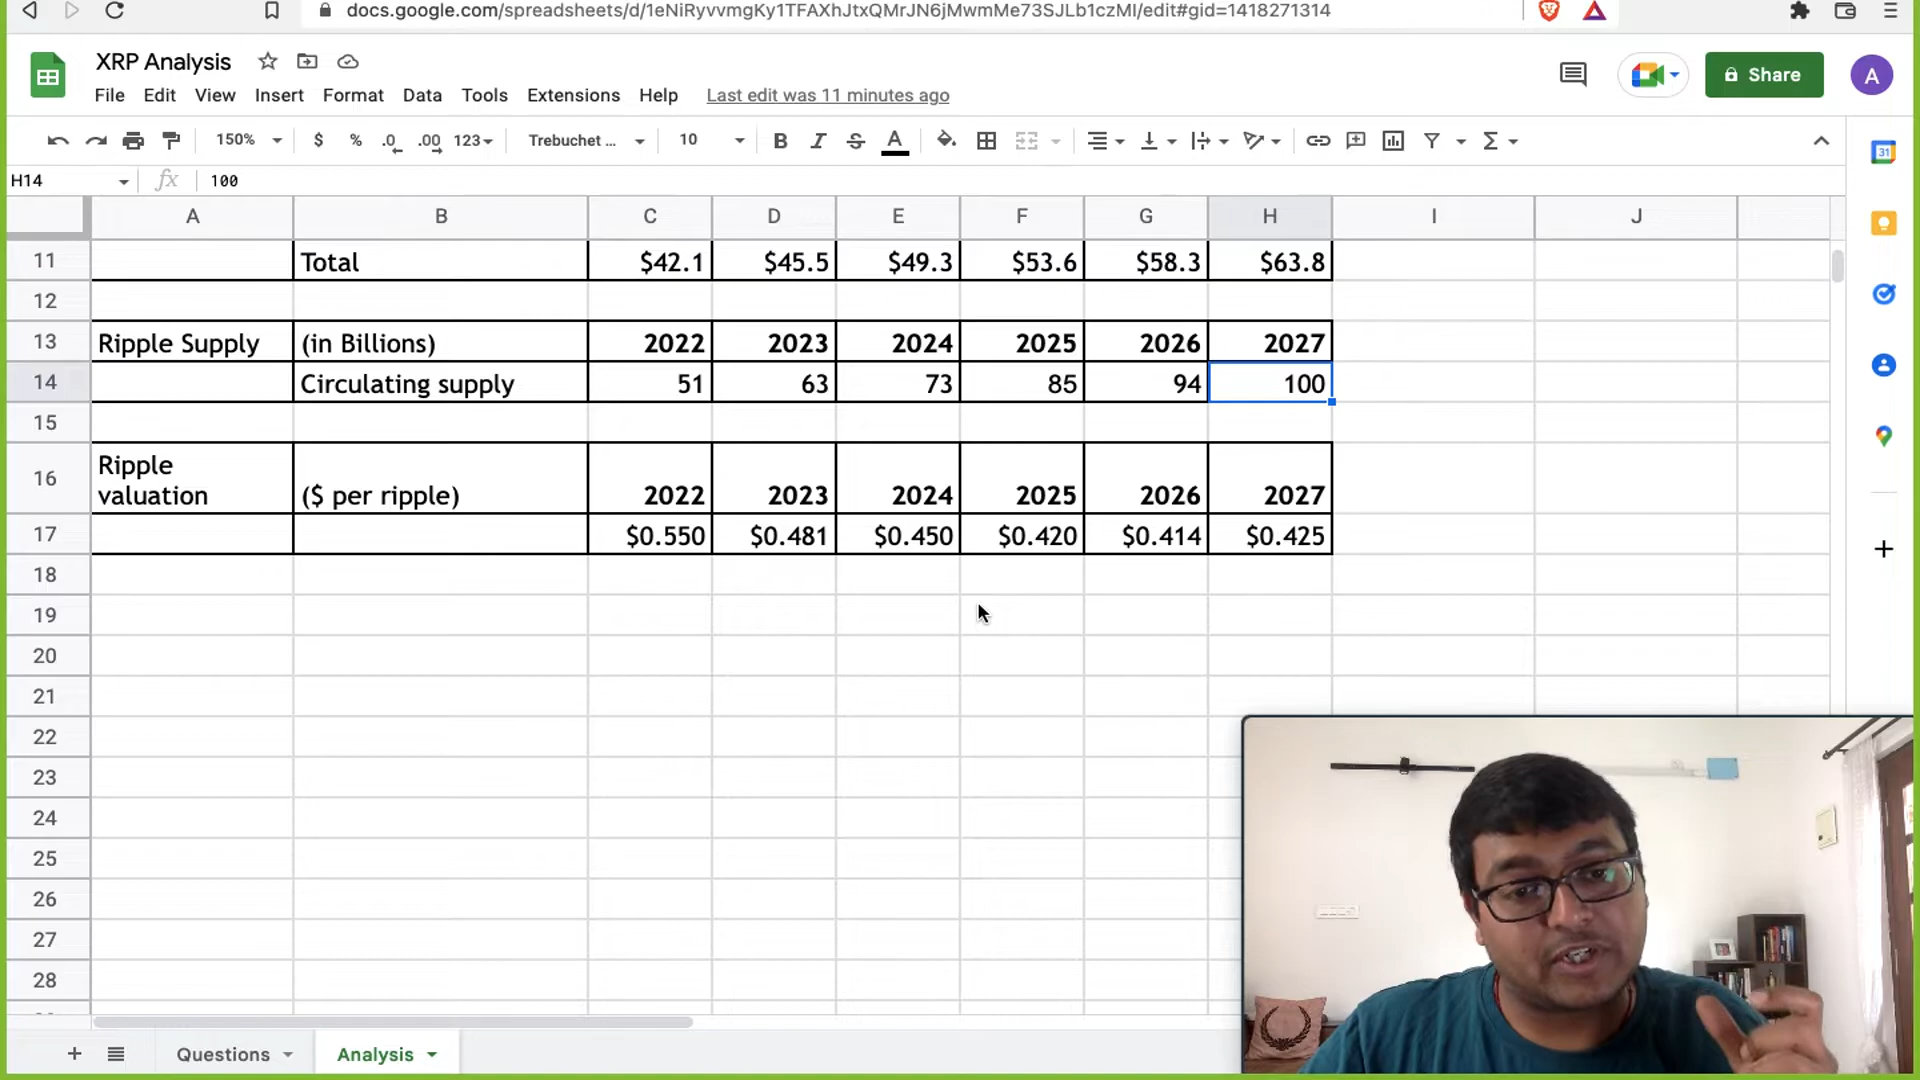 docs.google.com/spreadsheets/d/1eNiRyvvmgKy1TFAXhJtxQMrJN6jMwmMe73SJLb1czMI/edit#gid=1418271314
XRP Analysis
File Edit View Insert Format Data Tools Extensions Help Last edit was 11 minutes ago
Share
A
150% $ % .0 .00 123 Trebuchet ... 10 B I S A Σ
31
H14 fx 100
A B C D E F G H I J
11 Total $42.1 $45.5 $49.3 $53.6 $58.3 $63.8
12
13 Ripple Supply (in Billions) 2022 2023 2024 2025 2026 2027
14 Circulating supply 51 63 73 85 94 100
15
16 Ripple
valuation ($ per ripple) 2022 2023 2024 2025 2026 2027
17 $0.550 $0.481 $0.450 $0.420 $0.414 $0.425
18
19
20
21
22
23
24
25
26
27
28
Questions Analysis